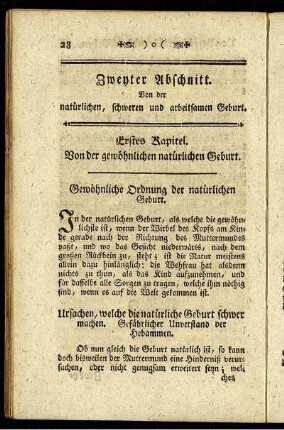 28 )o(
Zweyter Abschnitt.
Von der
natürlichen, schweren und arbeitsamen Geburt.
Erstes Kapitel.
Von der gewöhnlichen natürlichen Geburt.
Gewöhnliche Ordnung der natürlichen
Geburt.
In der natürlichen Geburt, als welche die gewöhn-
lichste ist, wenn der Wirbel des Kopfs am Kin-
de gerade nach der Richtung des Muttermundes
paßt, und wo das Gesicht niederwärts, nach dem
großen Rückbein zu, steht; ist die Natur meistens
allein dazu hinlänglich: die Wehfrau hat alsdenn
nichts zu thun, als das Kind aufzunehmen, und
für dasselbe alle Sorgen zu tragen, welche ihm nöthig
sind, wenn es auf die Welt gekommen ist.
Ursachen, welche die natürliche Geburt schwer
machen. Gefährlicher Unverstand der
Hebammen.
Ob nun gleich die Geburt natürlich ist, so kann
doch bisweilen der Muttermund eine Hinderniß verur-
sachen, oder nicht genugsam erweitert seyn; wel-
ches